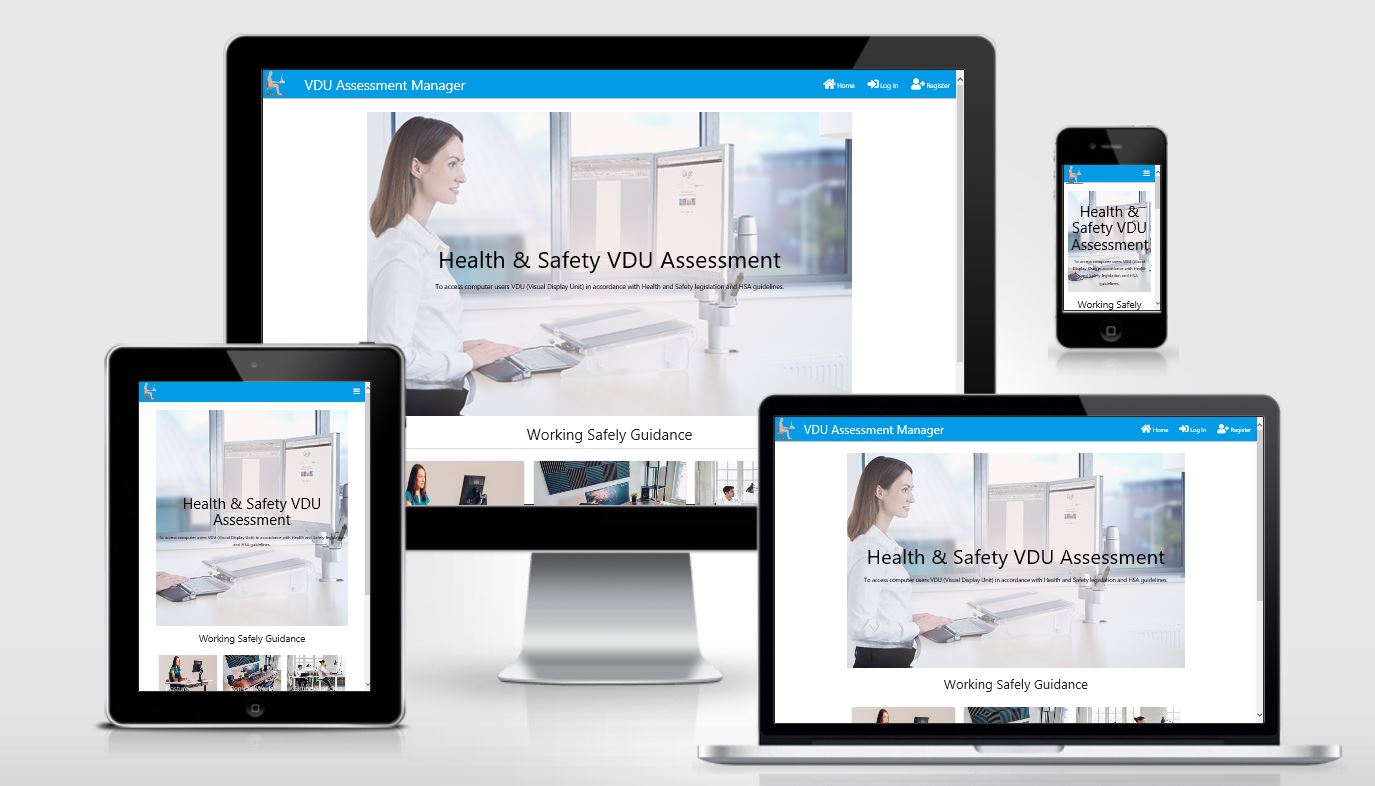 VDU Assessment Manager
Home
Log In
Register
Health & Safety VDU Assessment
To access computer users VDU (Visual Display Unit) in accordance with Health and Safety legislation and HSA guidelines.
Working Safely Guidance
Health &
Safety VDU
Assessment
To access computer users VDU (Visual
Display Unit) in accordance with Health
and Safety legislation and HSA
guidelines.
Working Safely
Health & Safety VDU
Assessment
To access computer users VDU (Visual Display Unit) in accordance with Health and Safety legislation
and HSA guidelines.
Working Safely Guidance
VDU Assessment Manager
Home
Log In
Register
Health & Safety VDU Assessment
To access computer users VDU (Visual Display Unit) in accordance with Health and Safety legislation and HSA guidelines.
Working Safely Guidance